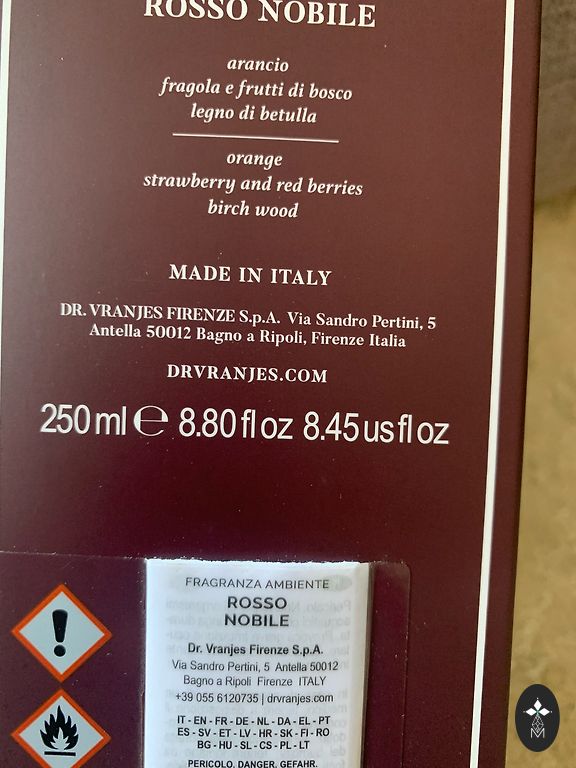 ROSSO NOBILE
arancio
fragola e frutti di bosco
legno di betulla
orange
strawberry and red berries
birch wood
MADE IN ITALY
DR. VRANJES FIRENZE S.p.A. Via Sandro Pertini, 5
Antella 50012 Bagno a Ripoli, Firenze Italia
DRVRANJES.COM
250 ml ℮ 8.80 fl oz 8.45 us fl oz
FRAGRANZA AMBIENTE
ROSSO
NOBILE
Dr. Vranjes Firenze S.p.A.
Via Sandro Pertini, 5 Antella 50012
Bagno a Ripoli Firenze ITALY
+39 055 6120735 | drvranjes.com
IT - EN - FR - DE - NL - DA - EL - PT
ES - SV - ET - LV - HR - SK - FI - RO
BG - HU - SL - CS - PL - LT
PERICOLO. DANGER. GEFAHR.
M